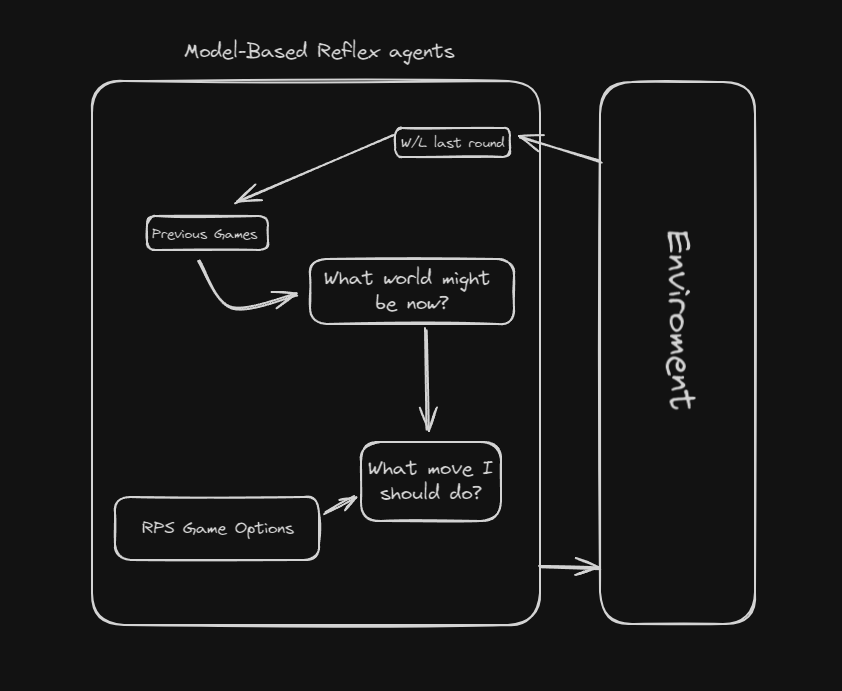 Model-Based Reflex agents
W/L last round
Previous Games
What world might
be now?
What move I
should do?
RPS Game Options
Enviroment